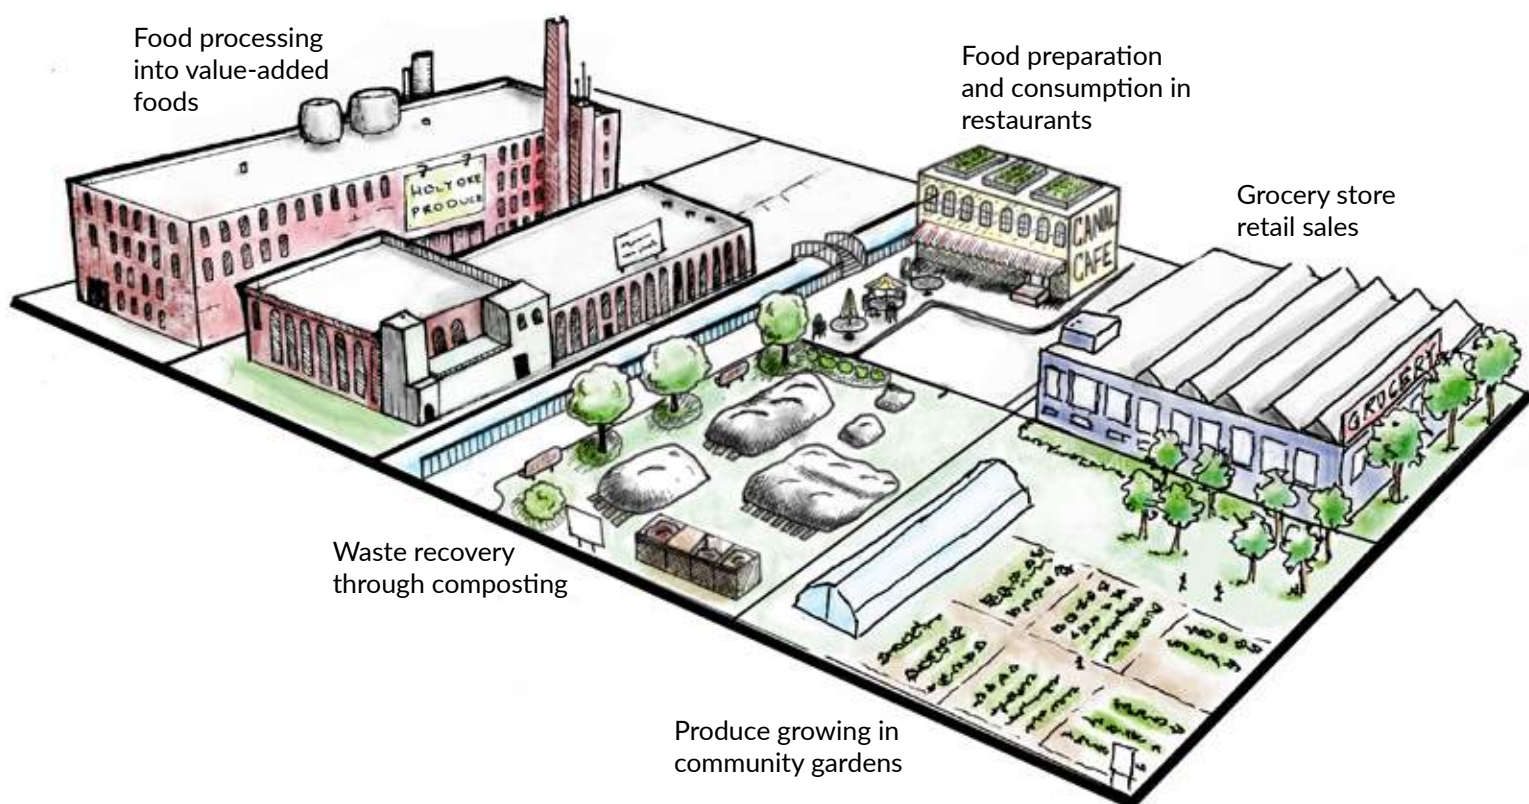 Food processing
into value-added
foods
Food preparation
and consumption in
restaurants
Grocery store
retail sales
HOLYOKE
PRODUCE
CANAL
CAFE
GROCERY
Waste recovery
through composting
Produce growing in
community gardens